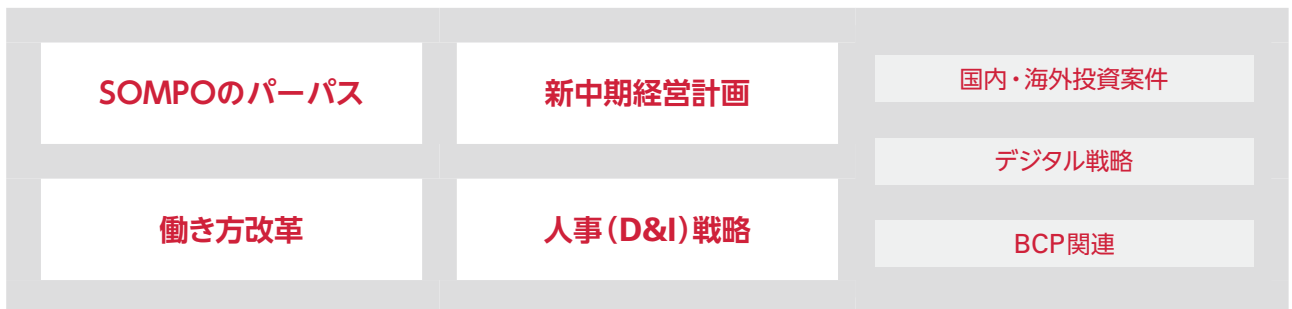 SOMPOのパーパス
新中期経営計画
働き方改革
人事（D&I）戦略
国内・海外投資案件
デジタル戦略
BCP関連